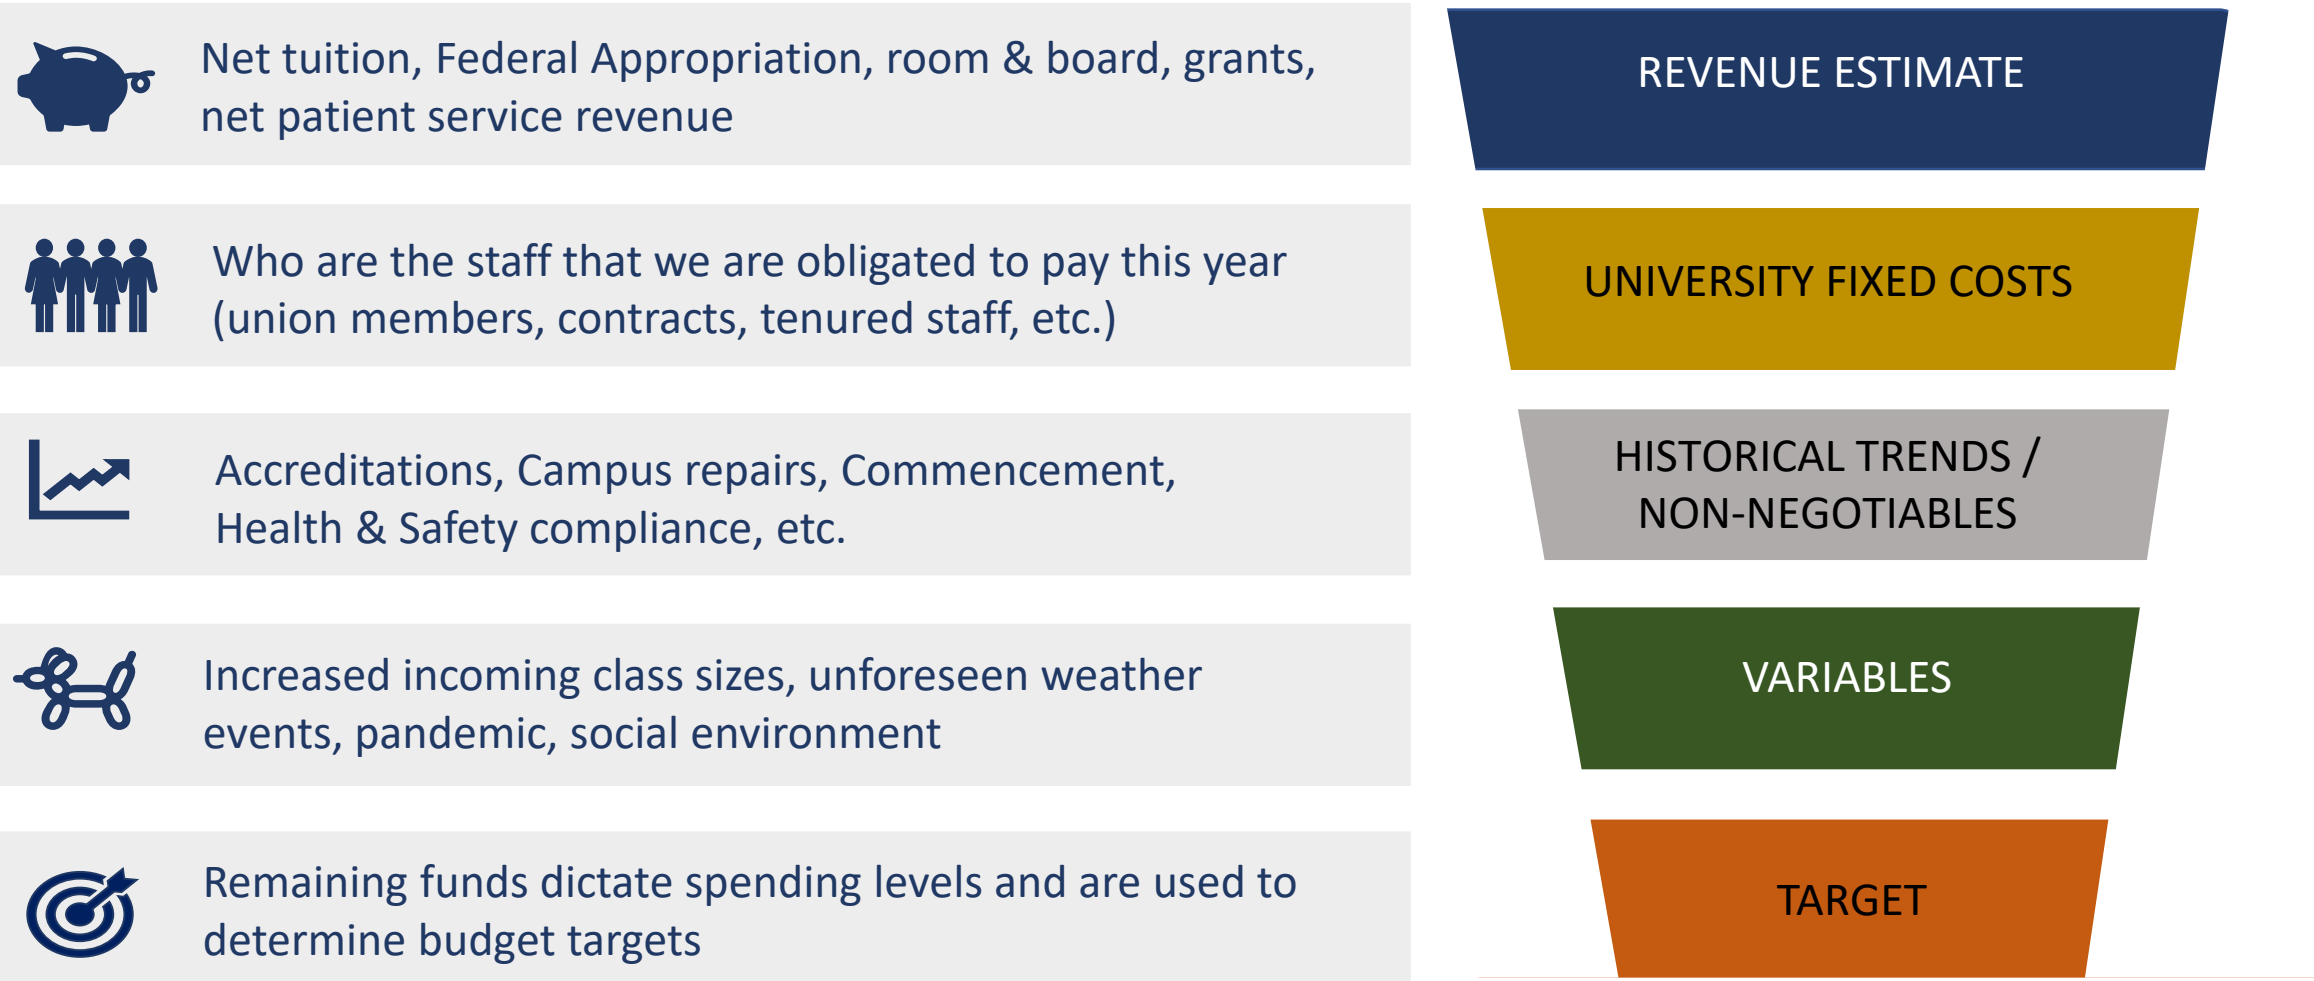 Net tuition, Federal Appropriation, room & board, grants,
net patient service revenue
REVENUE ESTIMATE
Who are the staff that we are obligated to pay this year
(union members, contracts, tenured staff, etc.)
UNIVERSITY FIXED COSTS
Accreditations, Campus repairs, Commencement,
Health & Safety compliance, etc.
HISTORICAL TRENDS /
NON-NEGOTIABLES
Increased incoming class sizes, unforeseen weather
events, pandemic, social environment
VARIABLES
Remaining funds dictate spending levels and are used to
determine budget targets
TARGET